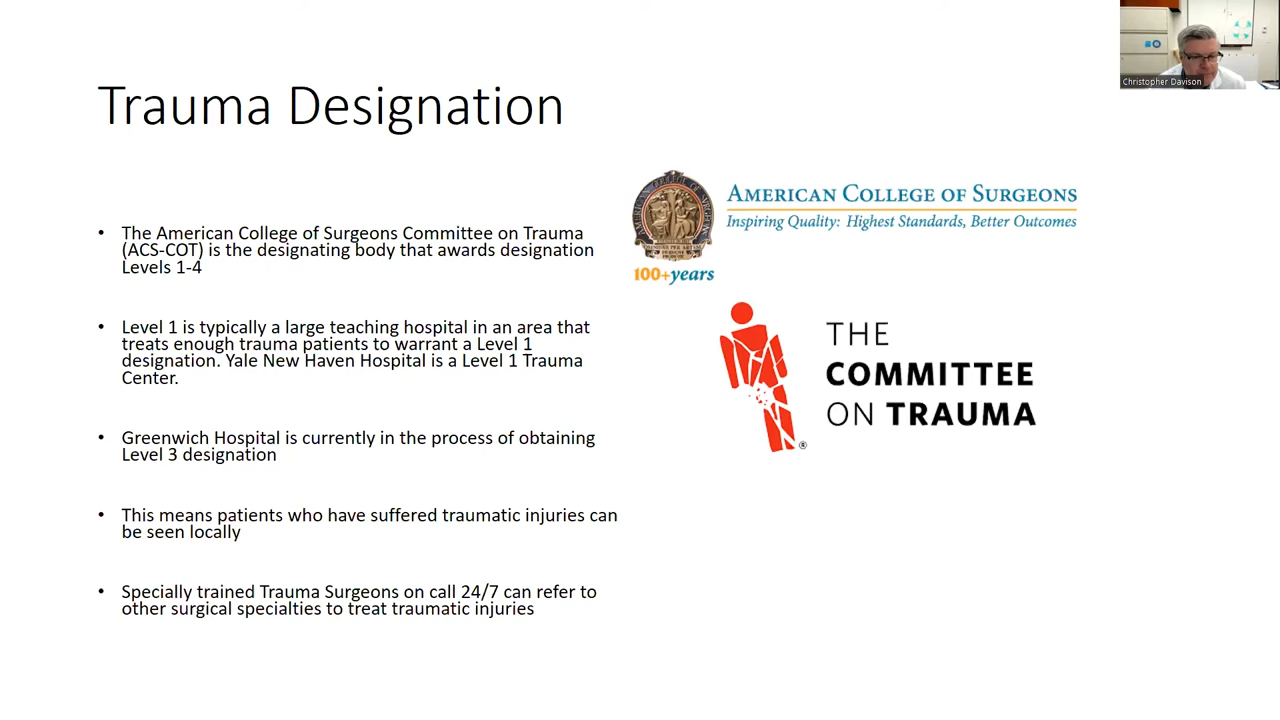 Christopher Davison
Trauma Designation
• The American College of Surgeons Committee on Trauma
(ACS-COT) is the designating body that awards designation
Levels 1-4
• Level 1 is typically a large teaching hospital in an area that
treats enough trauma patients to warrant a Level 1
designation. Yale New Haven Hospital is a Level 1 Trauma
Center.
• Greenwich Hospital is currently in the process of obtaining
Level 3 designation
• This means patients who have suffered traumatic injuries can
be seen locally
• Specially trained Trauma Surgeons on call 24/7 can refer to
other surgical specialties to treat traumatic injuries
AMERICAN COLLEGE OF SURGEONS
Inspiring Quality: Highest Standards, Better Outcomes
100+years
THE
COMMITTEE
ON TRAUMA
®